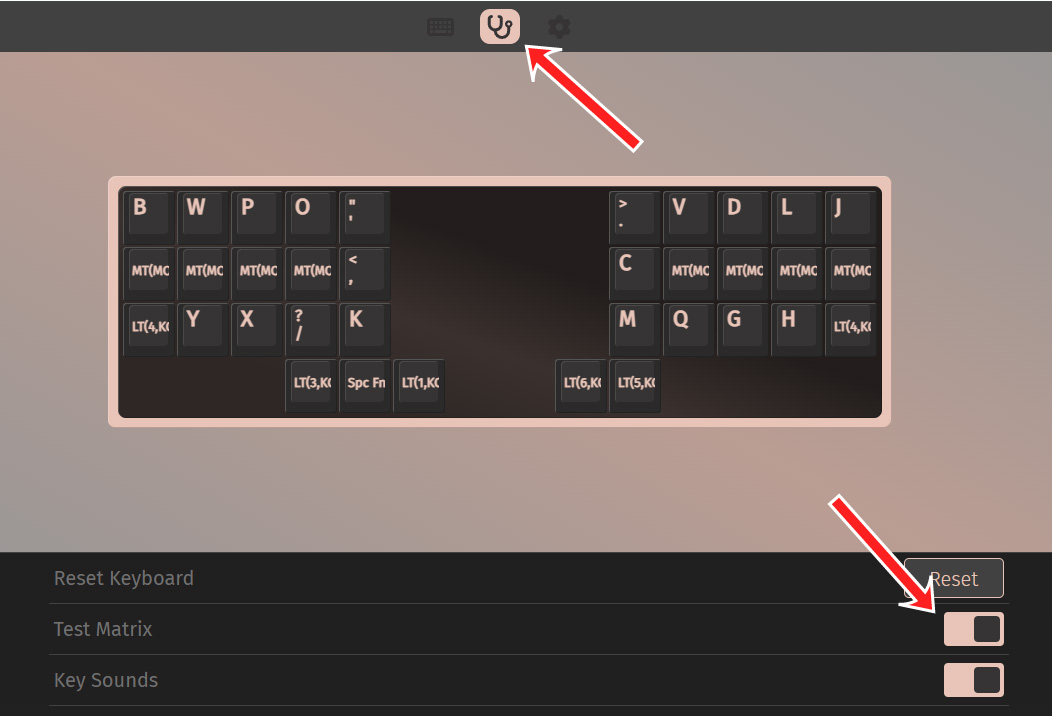 B W P O " > V D L J
' .
MT(MC MT(MC MT(MC MT(MC < C MT(MC MT(MC MT(MC MT(MC
,
LT(4,KC Y X ? K M Q G H LT(4,KC
/
LT(3,KC Spc Fn LT(1,KC LT(6,KC LT(5,KC
Reset Keyboard Reset
Test Matrix
Key Sounds